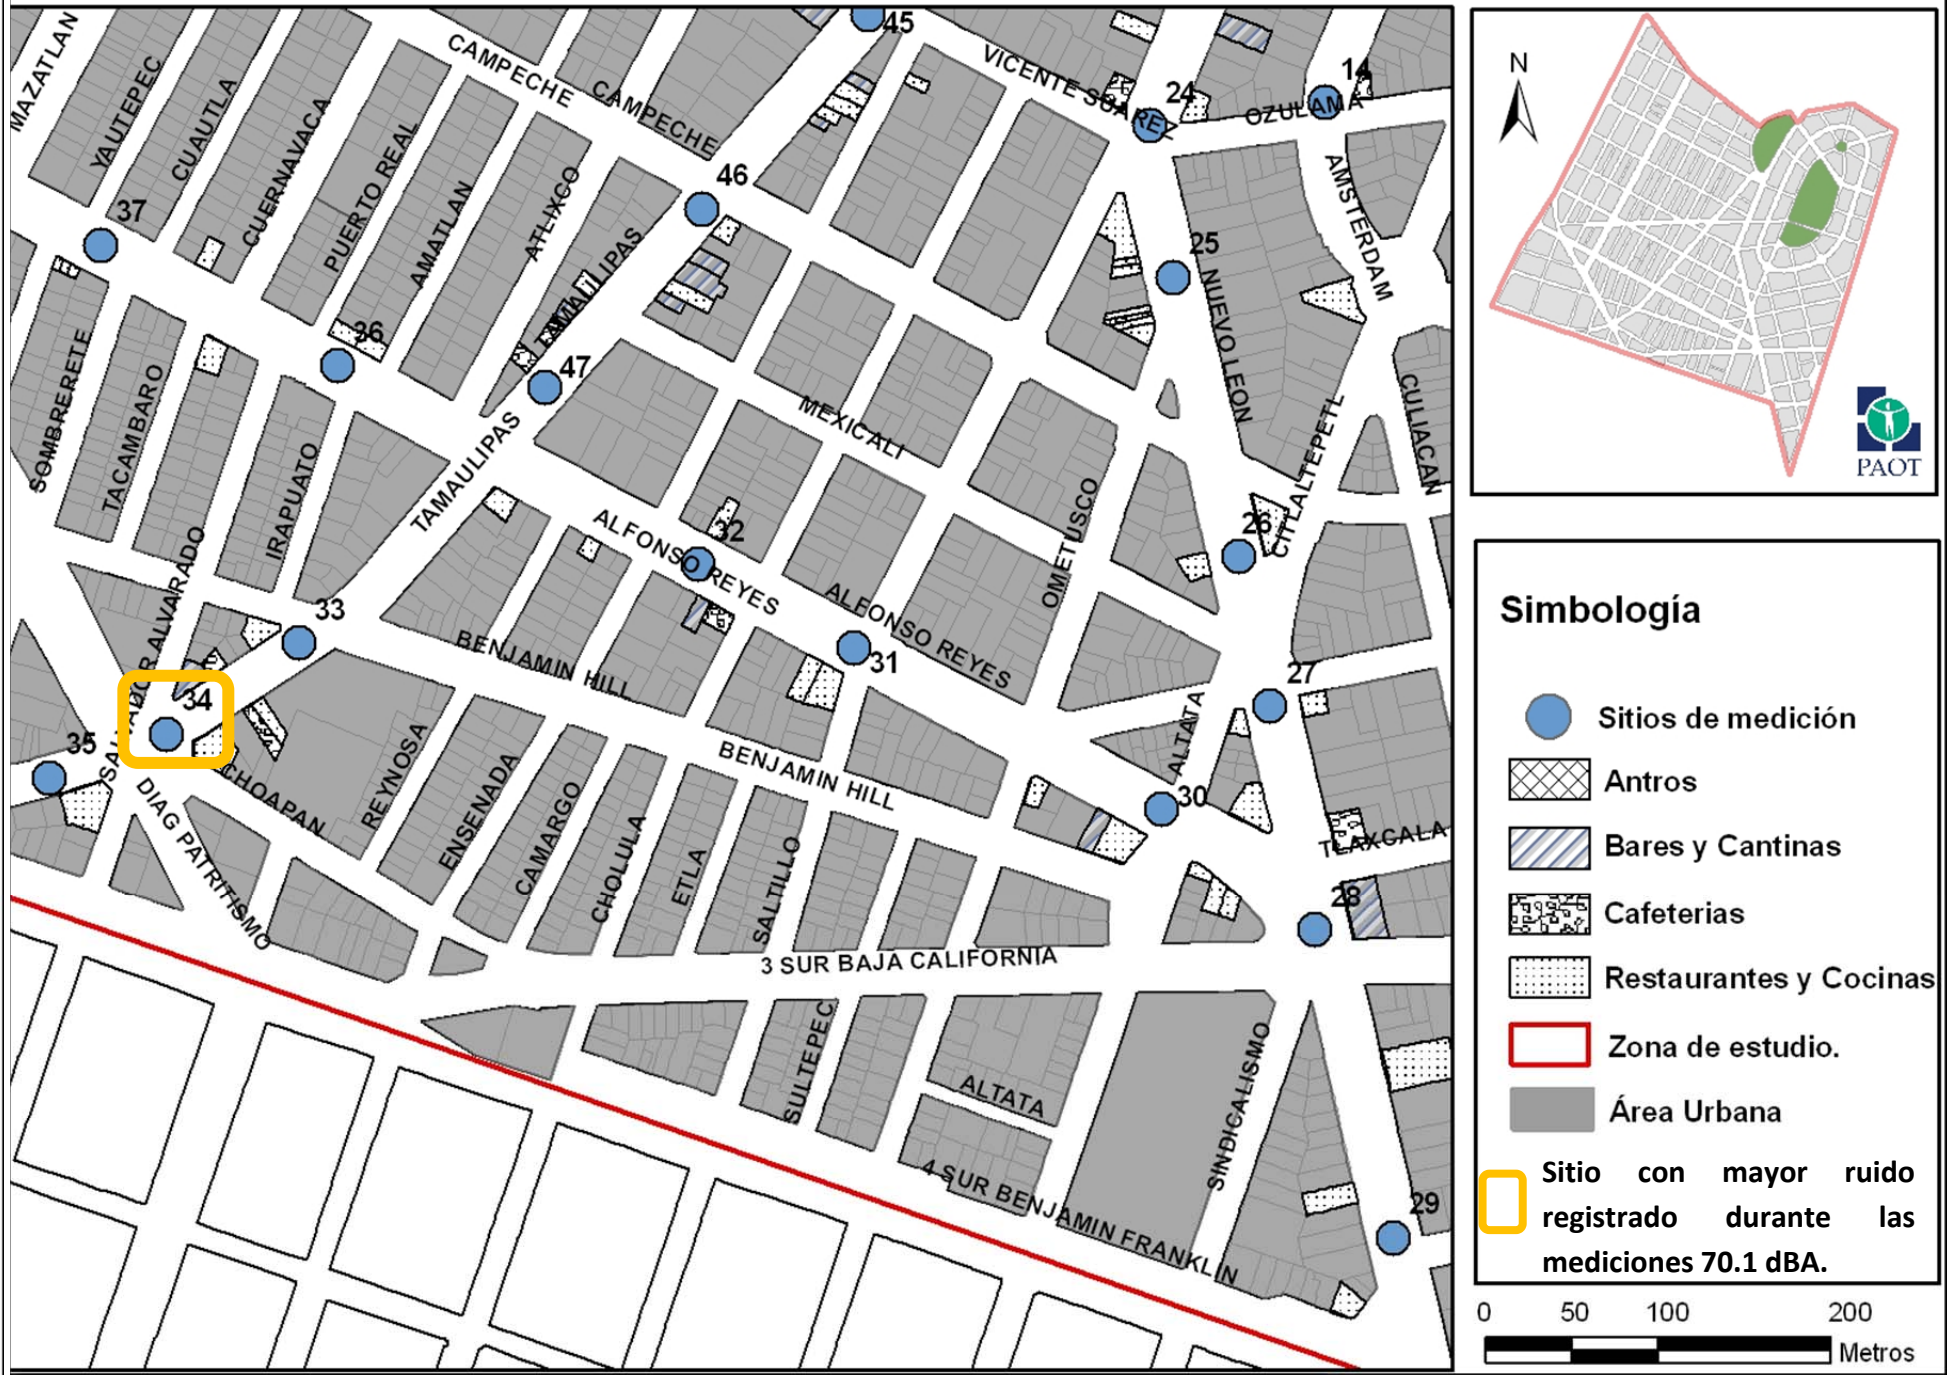 MAZATLAN
YAUTEPEC
CUAUTLA
CUERNAVACA
PUERTO REAL
AMATLAN
ATLIXCO
TAMAULIPAS
CAMPECHE
CAMPECHE
45
VICENTE SUAREZ
24
14
OZULAMA
AMSTERDAM
46
37
25
NUEVO LEON
36
47
MEXICALI
CITLALTEPETL
CULIACAN
SOMBRERETE
TACAMBARO
IRAPUATO
TAMAULIPAS
ALFONSO REYES
32
OMETUSCO
26
SALVADOR ALVARADO
33
BENJAMIN HILL
ALFONSO REYES
31
27
34
35
CHOAPAN
DIAG PATRITISMO
REYNOSA
ENSENADA
CAMARGO
CHOLULA
ETLA
SALTILLO
BENJAMIN HILL
ALTATA
30
TLAXCALA
28
3 SUR BAJA CALIFORNIA
SULTEPEC
ALTATA
SINDICALISMO
4 SUR BENJAMIN FRANKLIN
29
N
PAOT
Simbología
Sitios de medición
Antros
Bares y Cantinas
Cafeterias
Restaurantes y Cocinas
Zona de estudio.
Área Urbana
Sitio con mayor ruido
registrado durante las
mediciones 70.1 dBA.
0 50 100 200
Metros